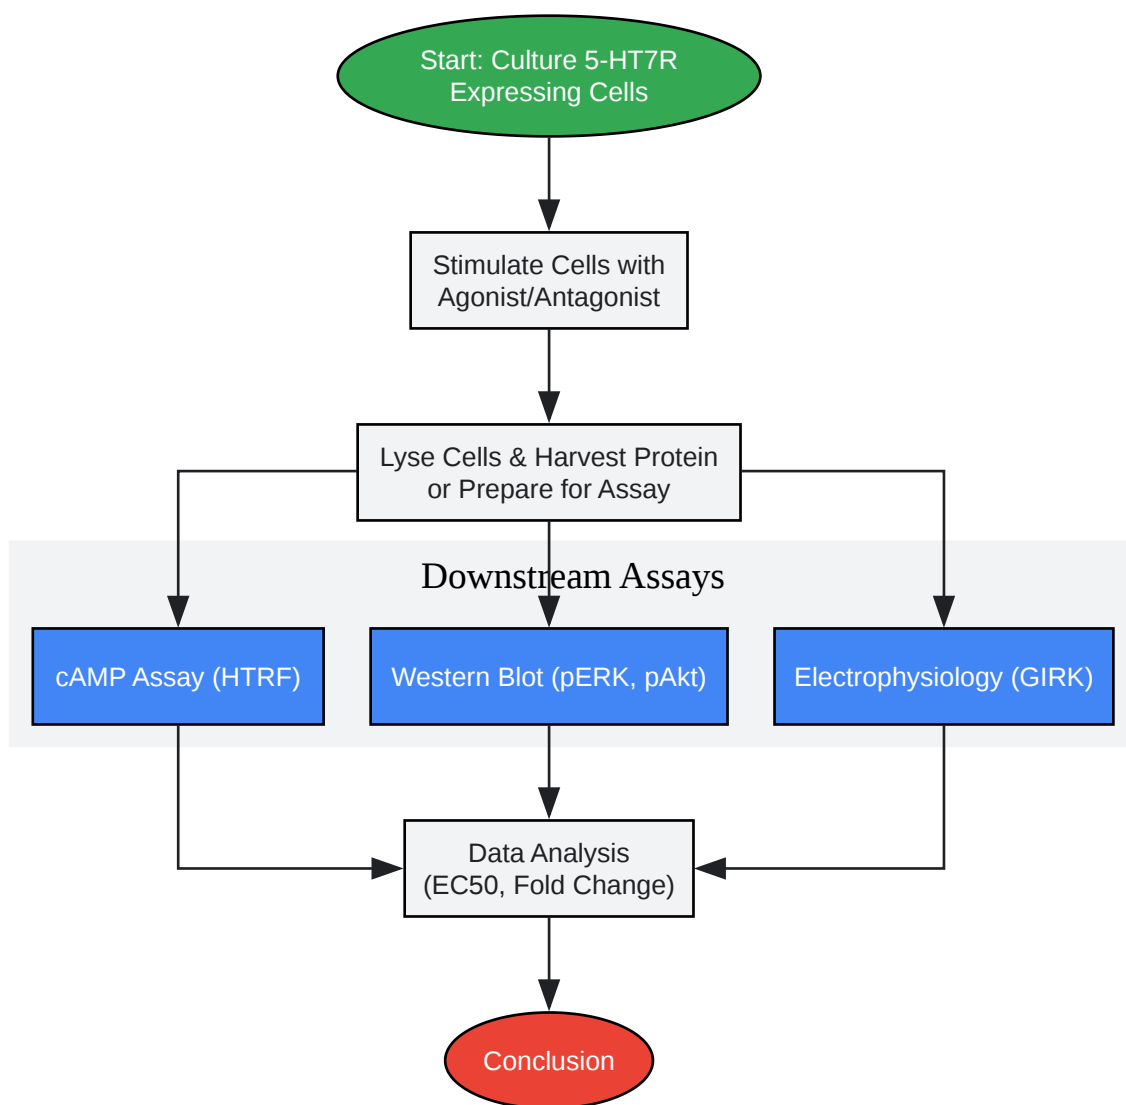 Start: Culture 5-HT7R
Expressing Cells
Stimulate Cells with
Agonist/Antagonist
Lyse Cells & Harvest Protein
or Prepare for Assay
Downstream Assays
cAMP Assay (HTRF)
Western Blot (pERK, pAkt)
Electrophysiology (GIRK)
Data Analysis
(EC50, Fold Change)
Conclusion